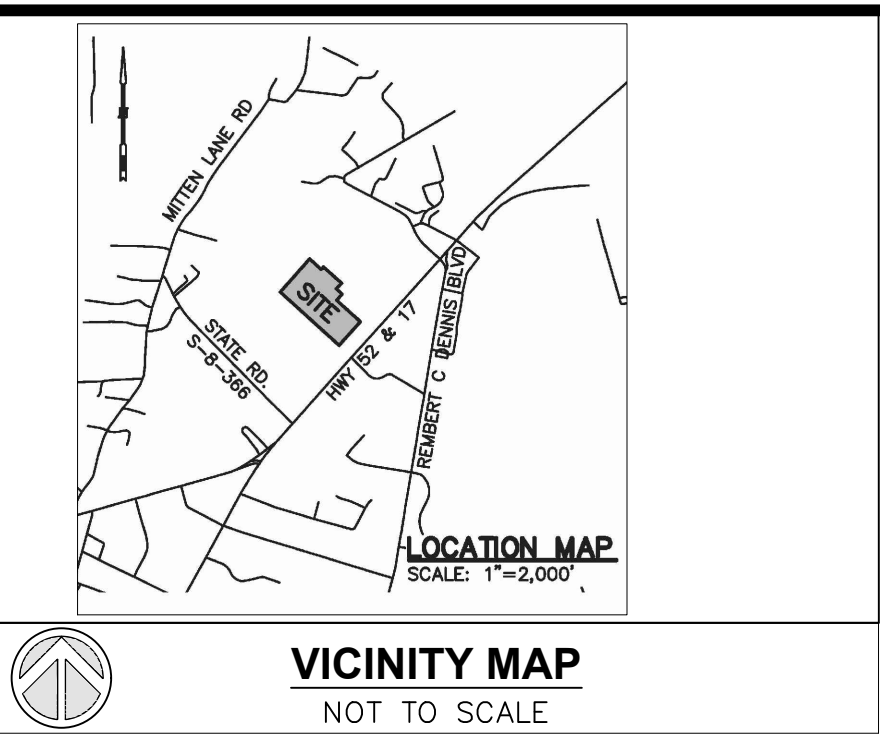 MITTEN LANE RD
SITE
STATE RD.
S-8-366
HWY 52 & 17
REMBERT C DENNIS BLVD
LOCATION MAP
SCALE: 1"=2,000'
VICINITY MAP
NOT TO SCALE